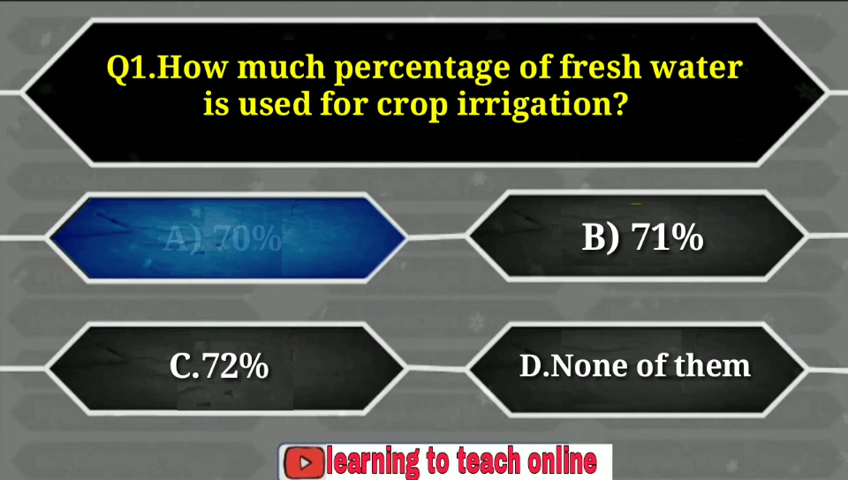 Q1.How much percentage of fresh water
is used for crop irrigation?
A) 70%
B) 71%
C.72%
D.None of them
learning to teach online